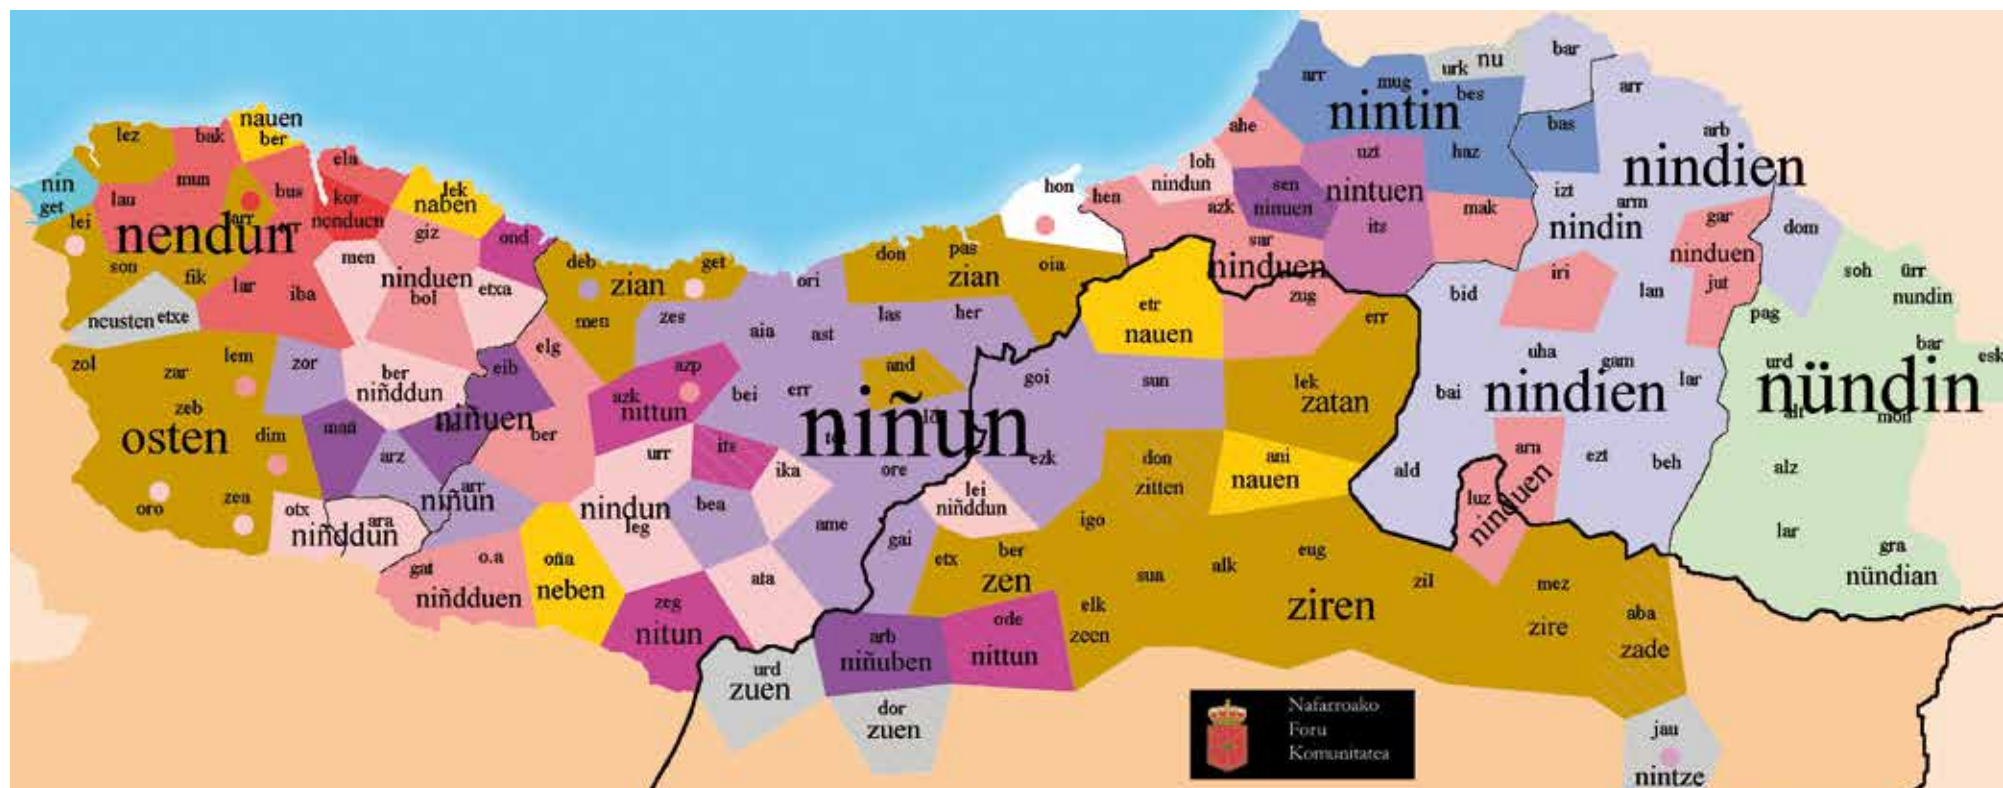 nauen
lez
bak
ber
nin
get
mun
ela
lau
bus
kor
lek
naben
lei
nendun
giz
ond
son
fik
men
ninduen
bol
etxa
lar
iba
etxe
zol
zar
lem
zor
ber
niñddun
zeb
osten
dim
mañ
arz
niñuen
eib
elg
ber
oro
zea
otx
ara
niñddun
arr
niñun
gat
o.a
niñdduen
oña
neben
deb
zian
get
men
zes
ori
don
pas
zian
oia
hon
aia
ast
las
her
azp
azk
nittun
bei
err
and
niñun
urr
its
ika
ore
ezk
nindun
leg
bea
ame
gai
ata
zeg
nitun
urd
zuen
arb
niñuben
ode
nittun
dor
zuen
lei
niñddun
etx
ber
zen
igo
elk
zeen
goi
sun
etr
nauen
don
zitten
ani
nauen
lek
zatan
err
zug
sua
alk
eug
zil
ziren
mez
zire
aba
zade
jau
nintze
arr
mug
urk
nu
bes
nintin
bar
bas
haz
ahe
uzt
loh
nindun
hen
azk
sen
ninuen
nintuen
its
mak
sar
ninduen
arr
arb
nindien
izt
arm
nindin
gar
ninduen
jut
iri
lan
bid
uha
gam
lar
bai
nindien
ald
arn
luz
ninduen
ezt
beh
dom
soh
ürr
nundin
pag
urd
bar
esk
nündin
alt
mon
alz
lar
gra
nündian
Nafarroako
Foru
Komunitatea